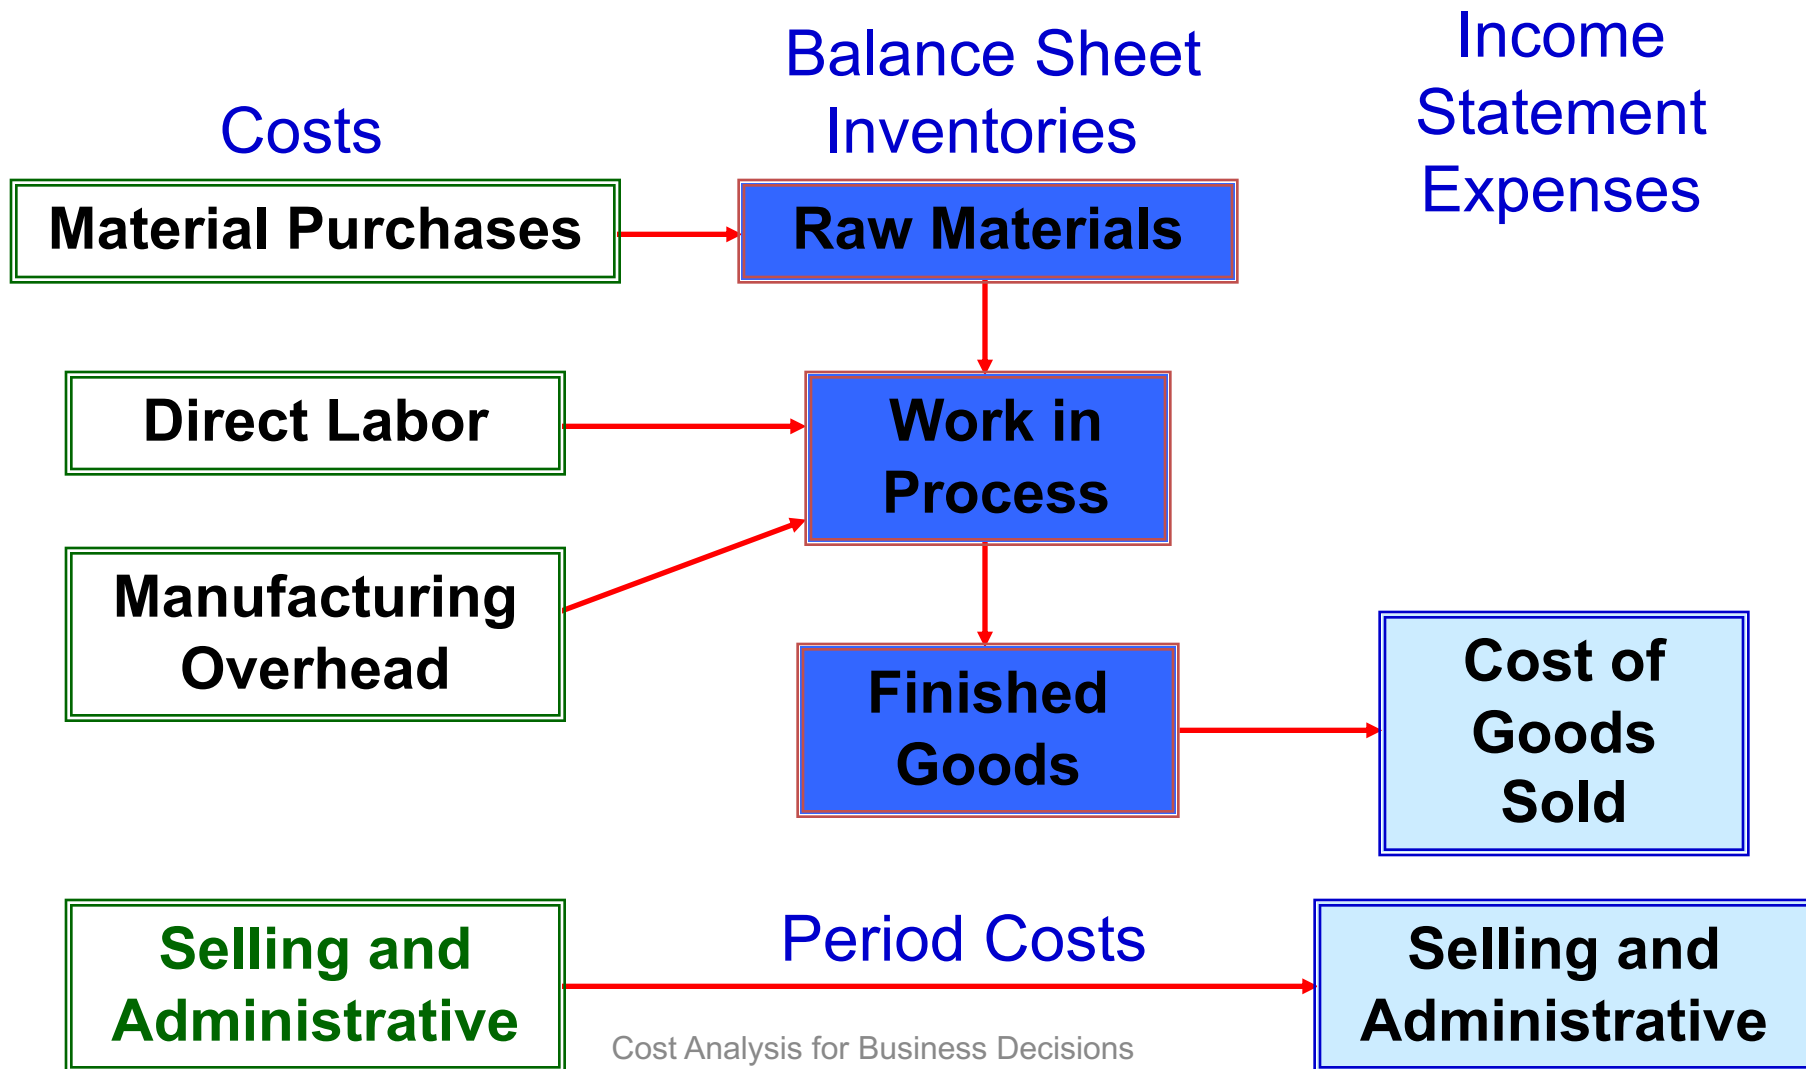 Costs
Balance Sheet
Inventories
Income
Statement
Expenses
Material Purchases
Raw Materials
Direct Labor
Work in
Process
Manufacturing
Overhead
Finished
Goods
Cost of
Goods
Sold
Selling and
Administrative
Period Costs
Selling and
Administrative
Cost Analysis for Business Decisions